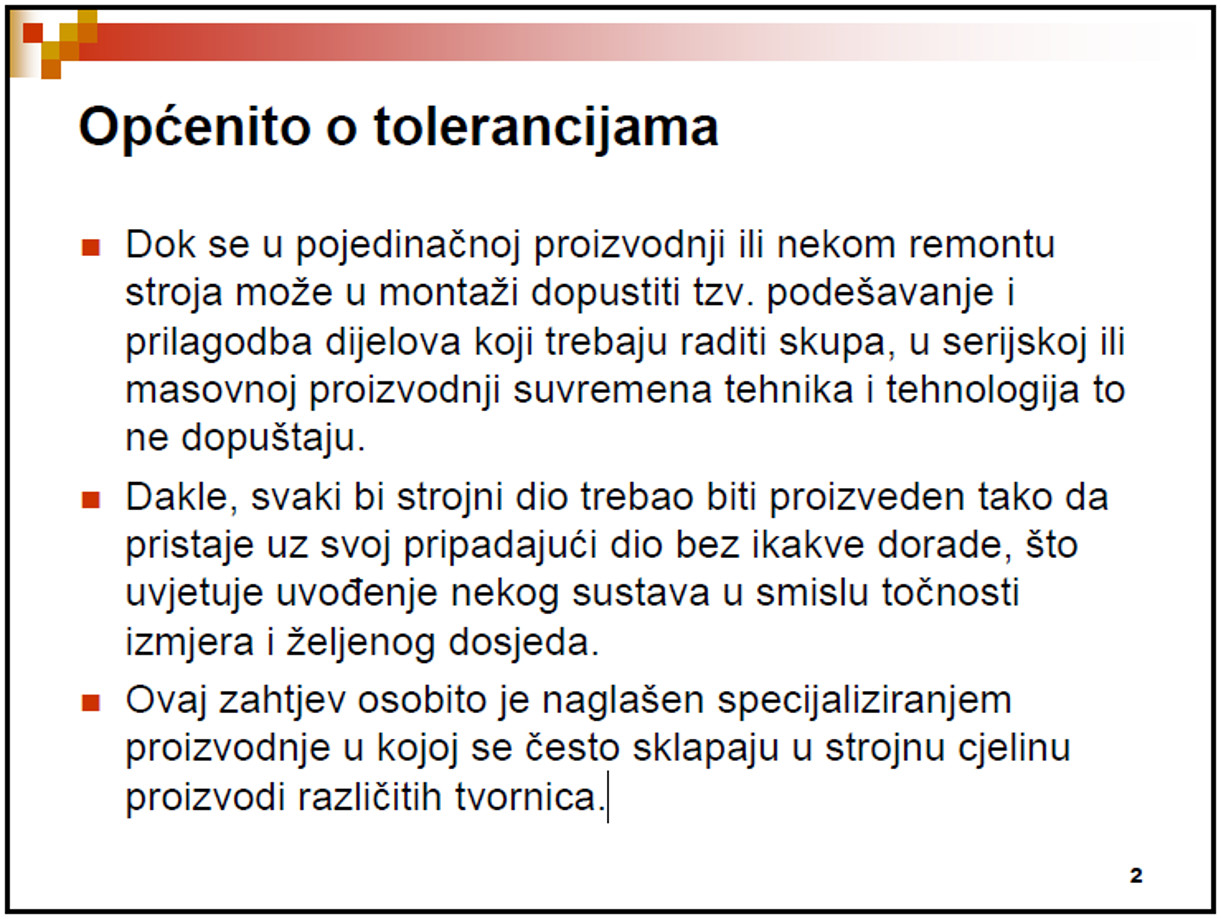 Općenito o tolerancijama
Dok se u pojedinačnoj proizvodnji ili nekom remontu
stroja može u montaži dopustiti tzv. podešavanje i
prilagodba dijelova koji trebaju raditi skupa, u serijskoj ili
masovnoj proizvodnji suvremena tehnika i tehnologija to
ne dopuštaju.
Dakle, svaki bi strojni dio trebao biti proizveden tako da
pristaje uz svoj pripadajući dio bez ikakve dorade, što
uvjetuje uvođenje nekog sustava u smislu točnosti
izmjera i željenog dosjeda.
Ovaj zahtjev osobito je naglašen specijaliziranjem
proizvodnje u kojoj se često sklapaju u strojnu cjelinu
proizvodi različitih tvornica.
2